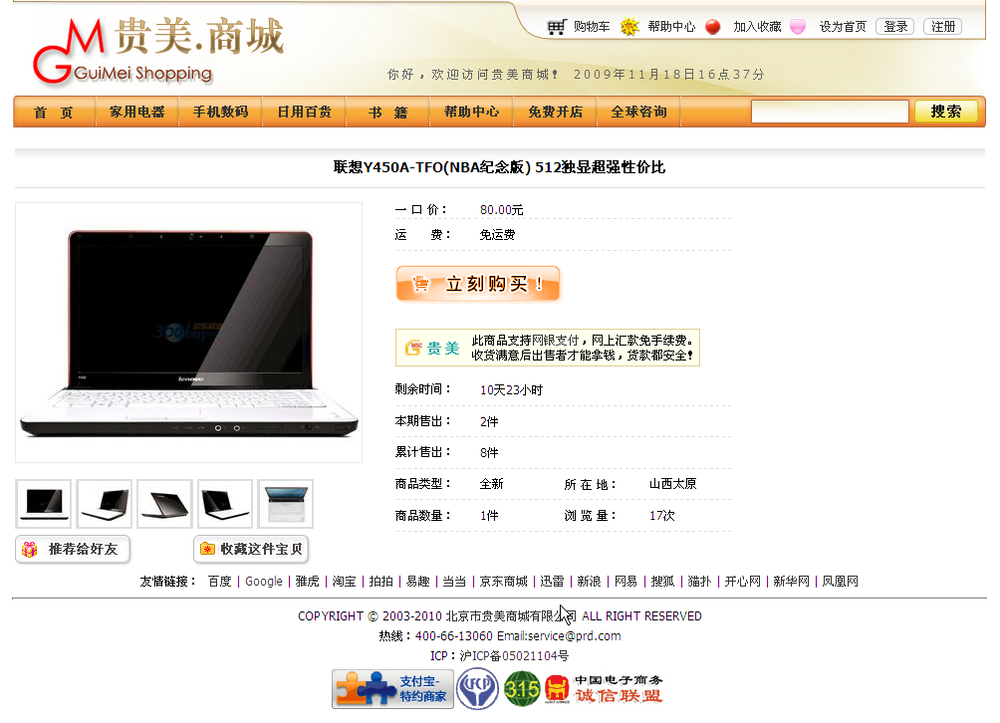 购物车 帮助中心 加入收藏 设为首页 登录 注册
GM 贵美.商城
GuiMei Shopping
你好，欢迎访问贵美商城！ 2009年11月18日16点37分
首 页 家用电器 手机数码 日用百货 书 籍 帮助中心 免费开店 全球咨询 搜索
联想Y450A-TFO(NBA纪念版) 512独显超强性价比
一 口 价： 80.00元
运 费： 免运费
立刻购买！
贵美 此商品支持网银支付，网上汇款免手续费。
收货满意后出售者才能拿钱，货款都安全！
lenovo
剩余时间： 10天23小时
本期售出： 2件
累计售出： 8件
商品类型： 全新 所 在 地： 山西太原
商品数量： 1件 浏 览 量： 17次
推荐给好友 收藏这件宝贝
友情链接： 百度 | Google | 雅虎 | 淘宝 | 拍拍 | 易趣 | 当当 | 京东商城 | 迅雷 | 新浪 | 网易 | 搜狐 | 猫扑 | 开心网 | 新华网 | 凤凰网
COPYRIGHT © 2003-2010 北京市贵美商城有限公司 ALL RIGHT RESERVED
热线：400-66-13060 Email:service@prd.com
ICP：沪ICP备05021104号
支付宝-
特约商家
315
中国电子商务
诚信联盟